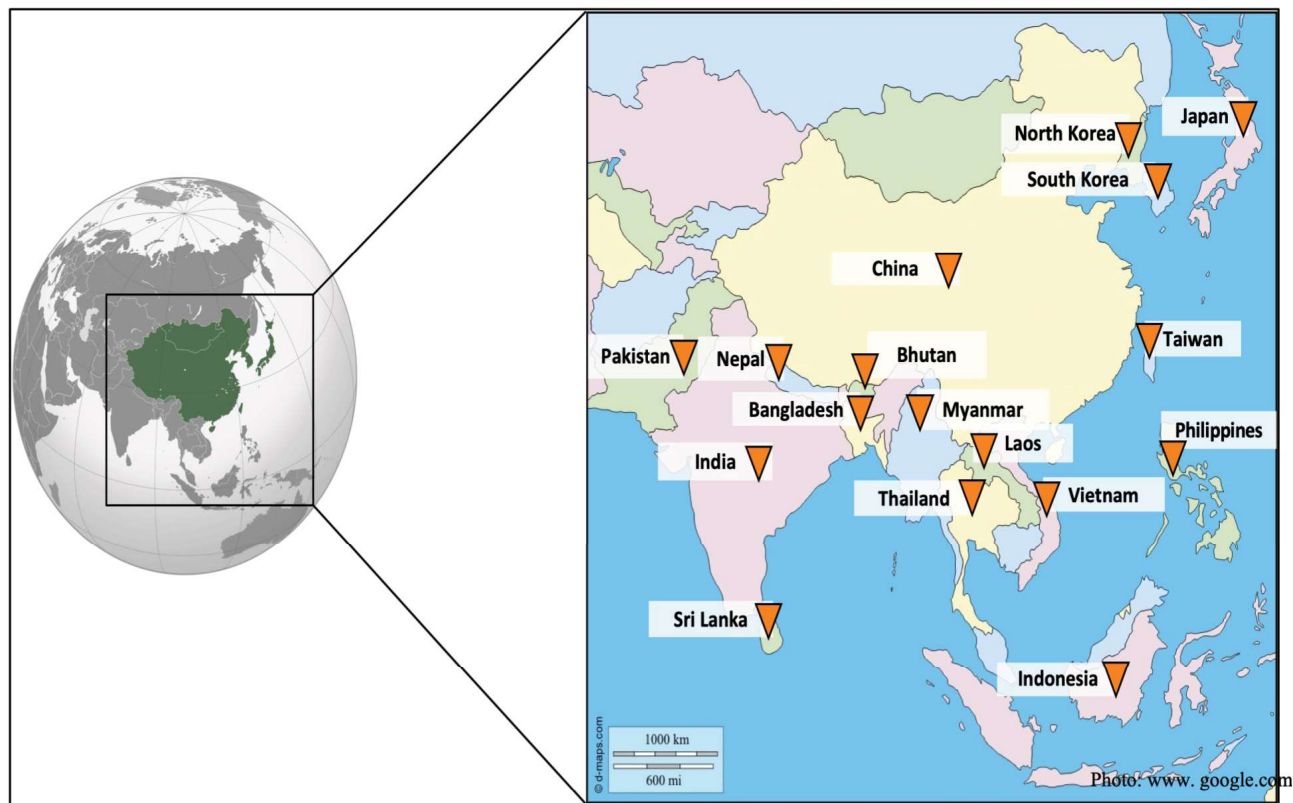 Japan
North Korea
South Korea
China
Taiwan
Pakistan
Nepal
Bhutan
Bangladesh
Myanmar
Philippines
India
Laos
Thailand
Vietnam
Sri Lanka
Indonesia
1000 km
600 mi
© d-maps.com
Photo: www. google.com